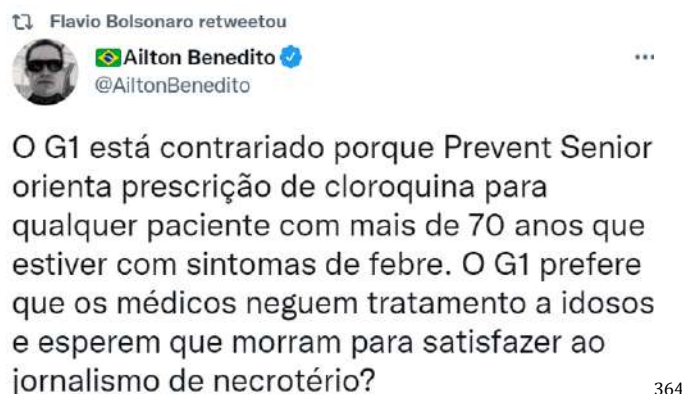 Flavio Bolsonaro retweetou
🇧🇷Ailton Benedito
@AiltonBenedito
O G1 está contrariado porque Prevent Senior
orienta prescrição de cloroquina para
qualquer paciente com mais de 70 anos que
estiver com sintomas de febre. O G1 prefere
que os médicos neguem tratamento a idosos
e esperem que morram para satisfazer ao
jornalismo de necrotério?
364